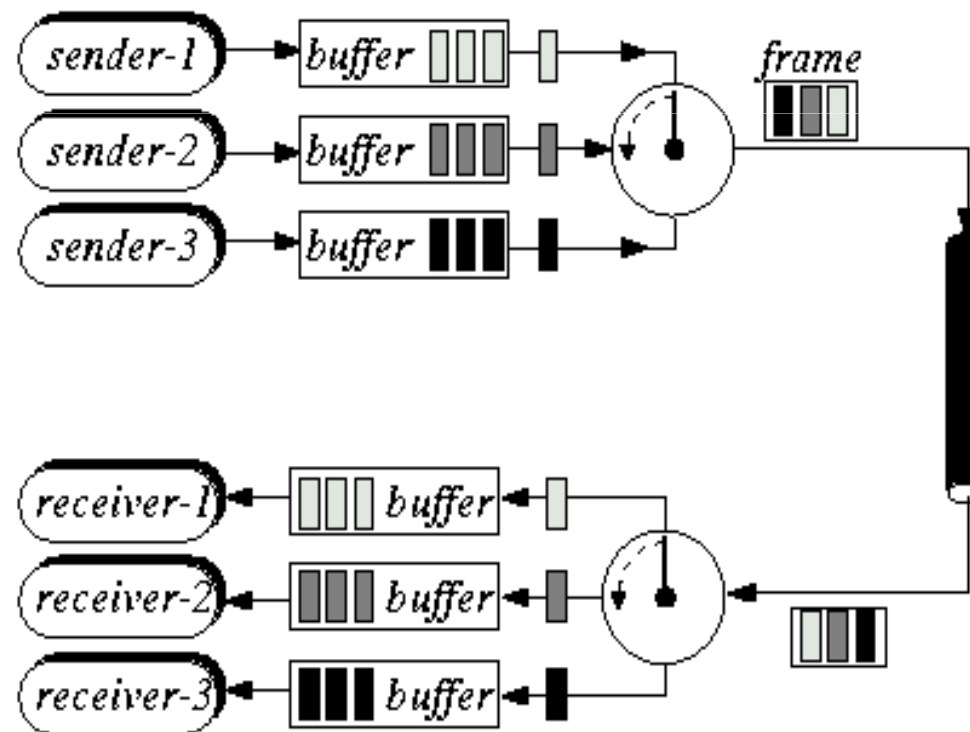 sender-1 buffer
frame
sender-2 buffer
sender-3 buffer
receiver-1 buffer
receiver-2 buffer
receiver-3 buffer